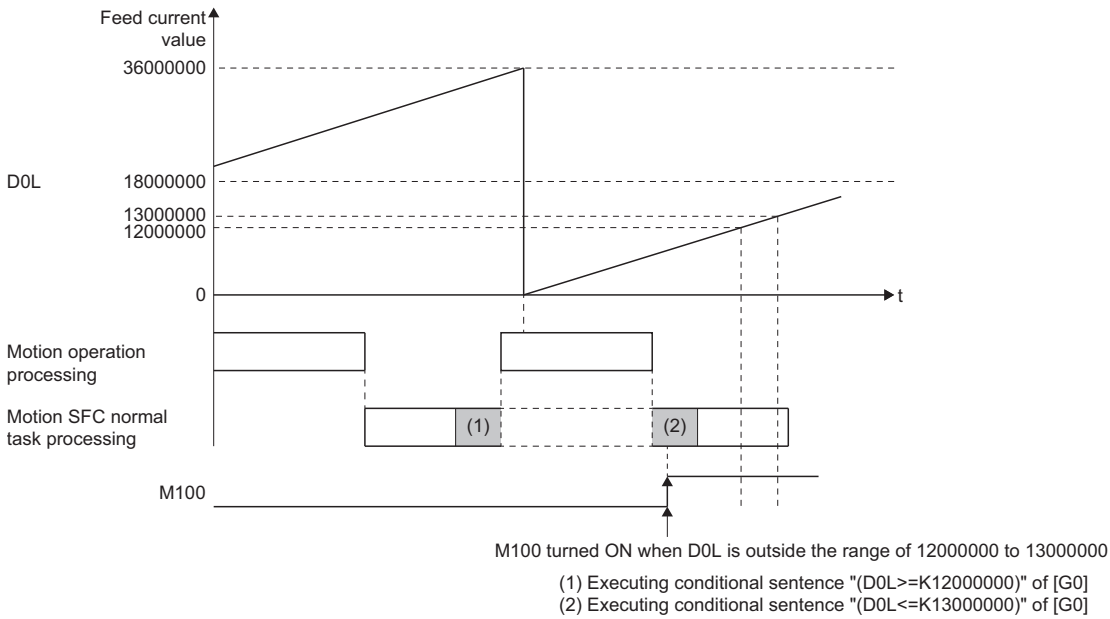 Feed current
value
36000000
D0L
18000000
13000000
12000000
0
t
Motion operation
processing
Motion SFC normal
task processing
(1)
(2)
M100
M100 turned ON when D0L is outside the range of 12000000 to 13000000
(1) Executing conditional sentence "(D0L>=K12000000)" of [G0]
(2) Executing conditional sentence "(D0L<=K13000000)" of [G0]